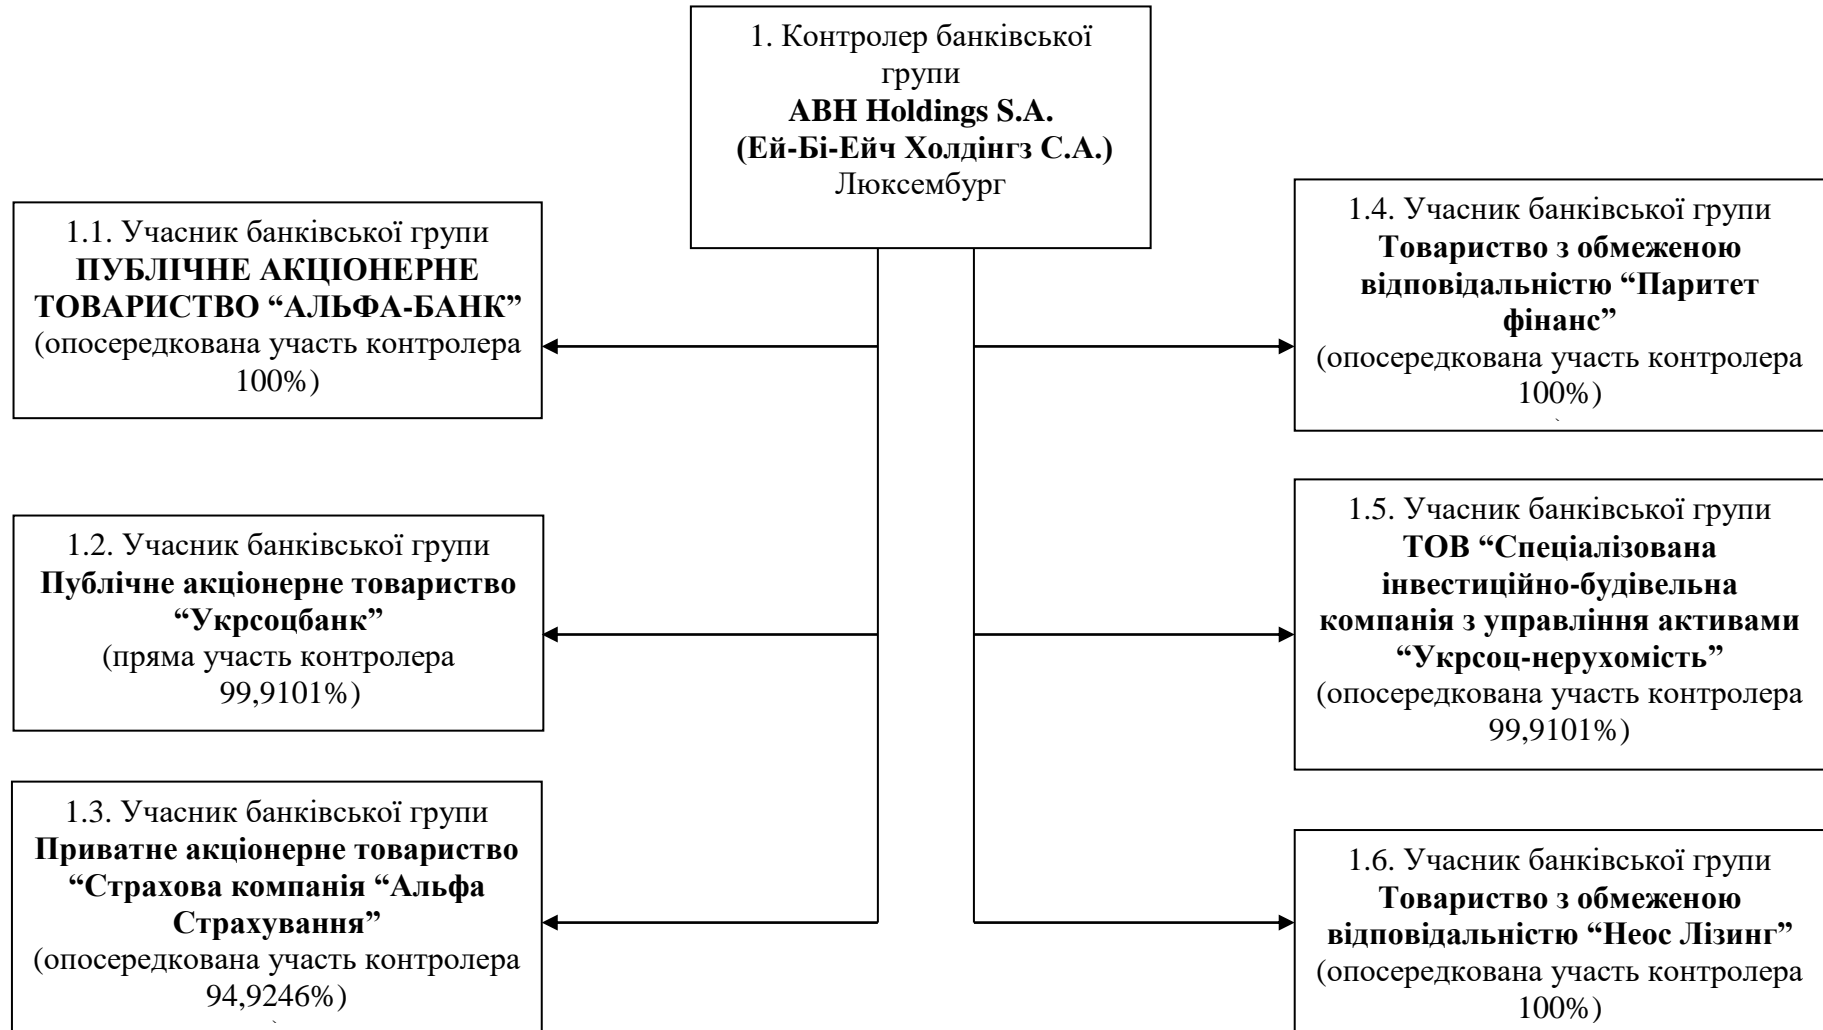 1. Контролер банківської
групи
ABH Holdings S.A.
(Ей-Бі-Ейч Холдінгз С.А.)
Люксембург
1.1. Учасник банківської групи
ПУБЛІЧНЕ АКЦІОНЕРНЕ
ТОВАРИСТВО “АЛЬФА-БАНК”
(опосередкована участь контролера
100%)
1.2. Учасник банківської групи
Публічне акціонерне товариство
“Укрсоцбанк”
(пряма участь контролера
99,9101%)
1.3. Учасник банківської групи
Приватне акціонерне товариство
“Страхова компанія “Альфа
Страхування”
(опосередкована участь контролера
94,9246%)
1.4. Учасник банківської групи
Товариство з обмеженою
відповідальністю “Паритет
фінанс”
(опосередкована участь контролера
100%)
1.5. Учасник банківської групи
ТОВ “Спеціалізована
інвестиційно-будівельна
компанія з управління активами
“Укрсоц-нерухомість”
(опосередкована участь контролера
99,9101%)
1.6. Учасник банківської групи
Товариство з обмеженою
відповідальністю “Неос Лізинг”
(опосередкована участь контролера
100%)